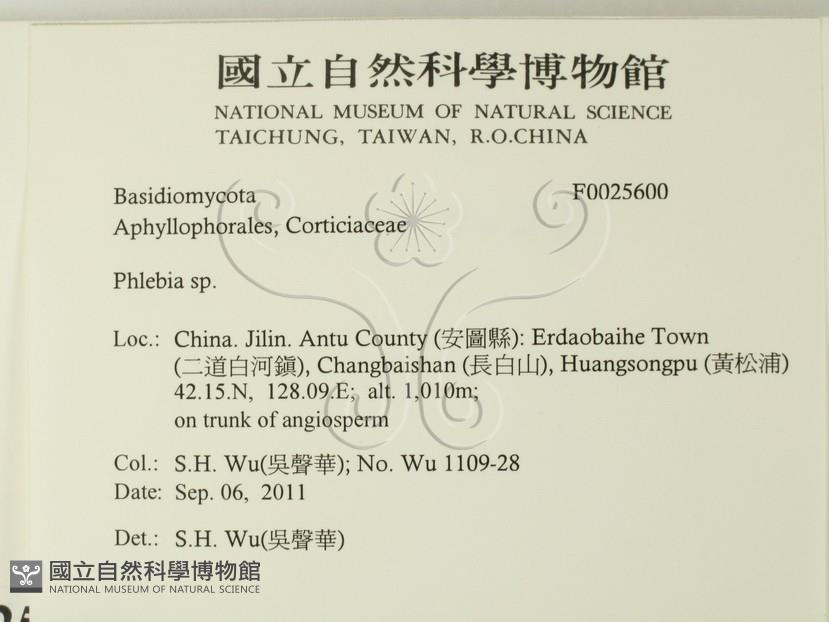 國立自然科學博物館
NATIONAL MUSEUM OF NATURAL SCIENCE
TAICHUNG, TAIWAN, R.O.CHINA
Basidiomycota F0025600
Aphyllophorales, Corticiaceae
Phlebia sp.
Loc.: China. Jilin. Antu County (安圖縣): Erdaobaihe Town
(二道白河鎭), Changbaishan (長白山), Huangsongpu (黃松浦)
42.15.N, 128.09.E; alt. 1,010m;
on trunk of angiosperm
Col.: S.H. Wu(吳聲華); No. Wu 1109-28
Date: Sep. 06, 2011
Det.: S.H. Wu(吳聲華)
國立自然科學博物館
NATIONAL MUSEUM OF NATURAL SCIENCE